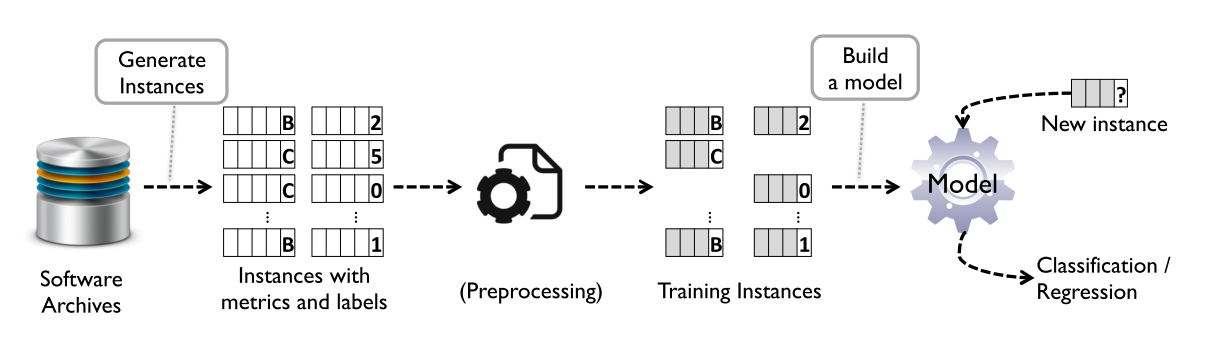 Generate
Instances
Build
a model
B 2
C 5
C 0
⋮ ⋮
B 1
B 2
C
0
⋮ ⋮
B 1
?
New instance
Model
Software
Archives
Instances with
metrics and labels
(Preprocessing)
Training Instances
Classification /
Regression